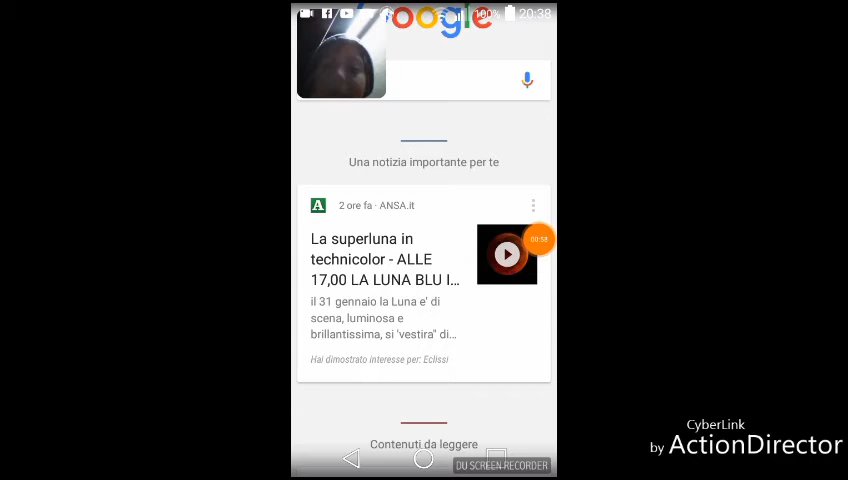 100% 20:38
Google
Una notizia importante per te
A 2 ore fa · ANSA.it
La superluna in
technicolor - ALLE
17,00 LA LUNA BLU I...
00:58
il 31 gennaio la Luna e' di
scena, luminosa e
brillantissima, si 'vestira'' di...
Hai dimostrato interesse per: Eclissi
Contenuti da leggere
DU SCREEN RECORDER
CyberLink
by ActionDirector